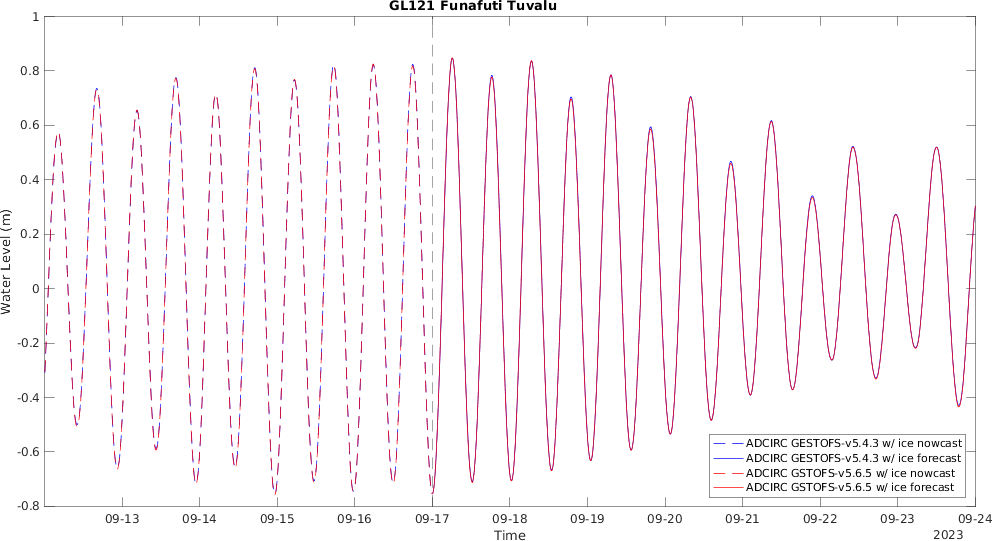 GL121 Funafuti Tuvalu
1
0.8
0.6
0.4
0.2
0
-0.2
-0.4
-0.6
-0.8
Water Level (m)
ADCIRC GESTOFS-v5.4.3 w/ ice nowcast
ADCIRC GESTOFS-v5.4.3 w/ ice forecast
ADCIRC GSTOFS-v5.6.5 w/ ice nowcast
ADCIRC GSTOFS-v5.6.5 w/ ice forecast
09-13 09-14 09-15 09-16 09-17 09-18 09-19 09-20 09-21 09-22 09-23 09-24
Time
2023